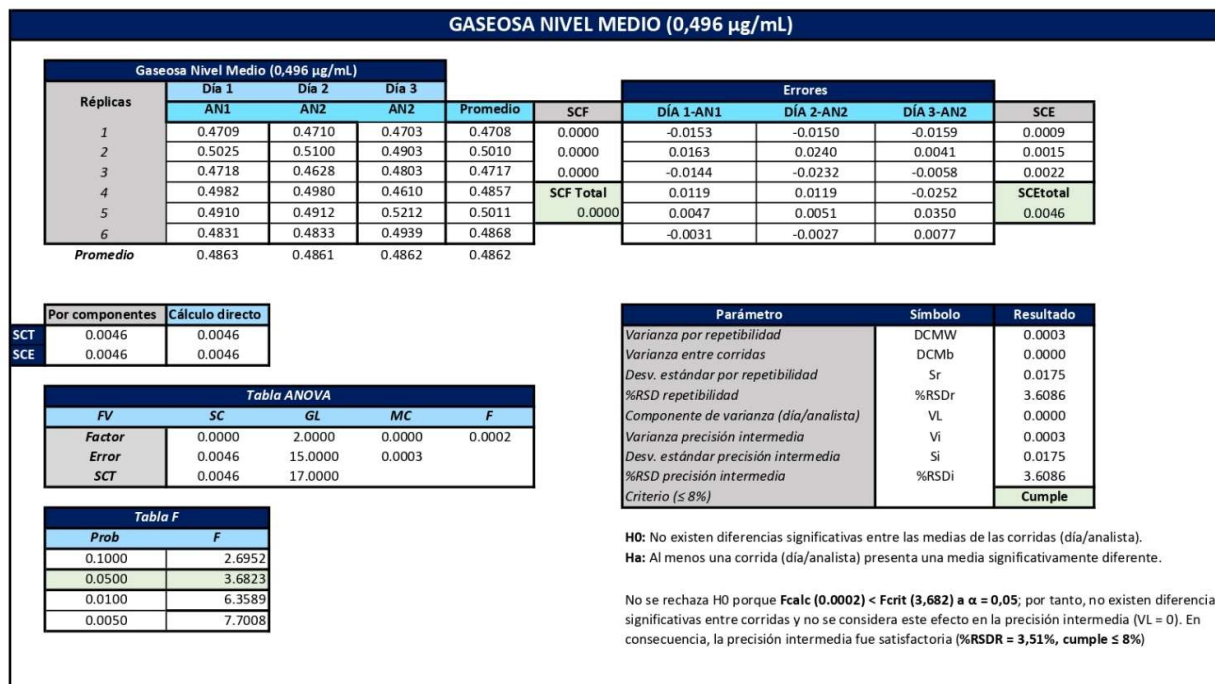 GASEOSA NIVEL MEDIO (0,496 µg/mL)
Gaseosa Nivel Medio (0,496 µg/mL)
Réplicas Día 1 Día 2 Día 3 Errores
AN1 AN2 AN2 Promedio SCF DÍA 1-AN1 DÍA 2-AN2 DÍA 3-AN2 SCE
1 0.4709 0.4710 0.4703 0.4708 0.0000 -0.0153 -0.0150 -0.0159 0.0009
2 0.5025 0.5100 0.4903 0.5010 0.0000 0.0163 0.0240 0.0041 0.0015
3 0.4718 0.4628 0.4803 0.4717 0.0000 -0.0144 -0.0232 -0.0058 0.0022
4 0.4982 0.4980 0.4610 0.4857 SCF Total 0.0119 0.0119 -0.0252 SCEtotal
5 0.4910 0.4912 0.5212 0.5011 0.0000 0.0047 0.0051 0.0350 0.0046
6 0.4831 0.4833 0.4939 0.4868 -0.0031 -0.0027 0.0077
Promedio 0.4863 0.4861 0.4862 0.4862
Por componentes Cálculo directo
SCT 0.0046 0.0046
SCE 0.0046 0.0046
Tabla ANOVA
FV SC GL MC F
Factor 0.0000 2.0000 0.0000 0.0002
Error 0.0046 15.0000 0.0003
SCT 0.0046 17.0000
Tabla F
Prob F
0.1000 2.6952
0.0500 3.6823
0.0100 6.3589
0.0050 7.7008
Parámetro Símbolo Resultado
Varianza por repetibilidad DCMW 0.0003
Varianza entre corridas DCMb 0.0000
Desv. estándar por repetibilidad Sr 0.0175
%RSD repetibilidad %RSDr 3.6086
Componente de varianza (día/analista) VL 0.0000
Varianza precisión intermedia Vi 0.0003
Desv. estándar precisión intermedia Si 0.0175
%RSD precisión intermedia %RSDi 3.6086
Criterio (≤ 8%) Cumple
H0: No existen diferencias significativas entre las medias de las corridas (día/analista).
Ha: Al menos una corrida (día/analista) presenta una media significativamente diferente.
No se rechaza H0 porque Fcalc (0.0002) < Fcrit (3,682) a α = 0,05; por tanto, no existen diferencia
significativas entre corridas y no se considera este efecto en la precisión intermedia (VL = 0). En
consecuencia, la precisión intermedia fue satisfactoria (%RSDR = 3,51%, cumple ≤ 8%)